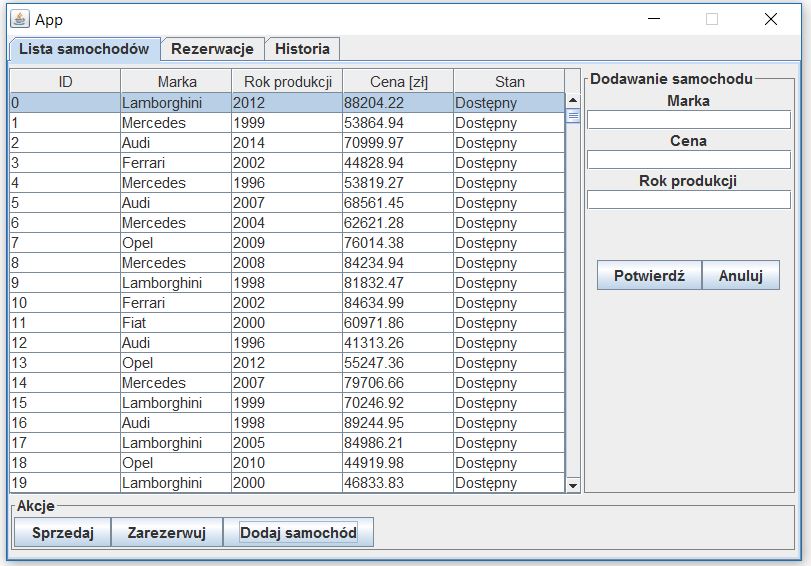 App
Lista samochodów Rezerwacje Historia
ID Marka Rok produkcji Cena [zł] Stan
0 Lamborghini 2012 88204.22 Dostępny
1 Mercedes 1999 53864.94 Dostępny
2 Audi 2014 70999.97 Dostępny
3 Ferrari 2002 44828.94 Dostępny
4 Mercedes 1996 53819.27 Dostępny
5 Audi 2007 68561.45 Dostępny
6 Mercedes 2004 62621.28 Dostępny
7 Opel 2009 76014.38 Dostępny
8 Mercedes 2008 84234.94 Dostępny
9 Lamborghini 1998 81832.47 Dostępny
10 Ferrari 2002 84634.99 Dostępny
11 Fiat 2000 60971.86 Dostępny
12 Audi 1996 41313.26 Dostępny
13 Opel 2012 55247.36 Dostępny
14 Mercedes 2007 79706.66 Dostępny
15 Lamborghini 1999 70246.92 Dostępny
16 Audi 1998 89244.95 Dostępny
17 Lamborghini 2005 84986.21 Dostępny
18 Opel 2010 44919.98 Dostępny
19 Lamborghini 2000 46833.83 Dostępny
Dodawanie samochodu
Marka
Cena
Rok produkcji
Potwierdź Anuluj
Akcje
Sprzedaj Zarezerwuj Dodaj samochód